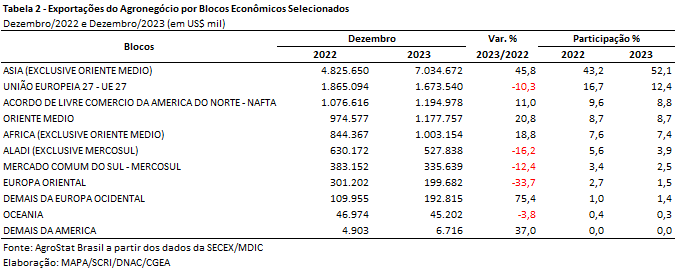 Tabela 2 - Exportações do Agronegócio por Blocos Econômicos Selecionados
Dezembro/2022 e Dezembro/2023 (em US$ mil)
Blocos Dezembro Var. % Participação %
2022 2023 2023/2022 2022 2023
ASIA (EXCLUSIVE ORIENTE MEDIO) 4.825.650 7.034.672 45,8 43,2 52,1
UNIÃO EUROPEIA 27 - UE 27 1.865.094 1.673.540 -10,3 16,7 12,4
ACORDO DE LIVRE COMERCIO DA AMERICA DO NORTE - NAFTA 1.076.616 1.194.978 11,0 9,6 8,8
ORIENTE MEDIO 974.577 1.177.757 20,8 8,7 8,7
AFRICA (EXCLUSIVE ORIENTE MEDIO) 844.367 1.003.154 18,8 7,6 7,4
ALADI (EXCLUSIVE MERCOSUL) 630.172 527.838 -16,2 5,6 3,9
MERCADO COMUM DO SUL - MERCOSUL 383.152 335.639 -12,4 3,4 2,5
EUROPA ORIENTAL 301.202 199.682 -33,7 2,7 1,5
DEMAIS DA EUROPA OCIDENTAL 109.955 192.815 75,4 1,0 1,4
OCEANIA 46.974 45.202 -3,8 0,4 0,3
DEMAIS DA AMERICA 4.903 6.716 37,0 0,0 0,0
Fonte: AgroStat Brasil a partir dos dados da SECEX/MDIC
Elaboração: MAPA/SCRI/DNAC/CGEA